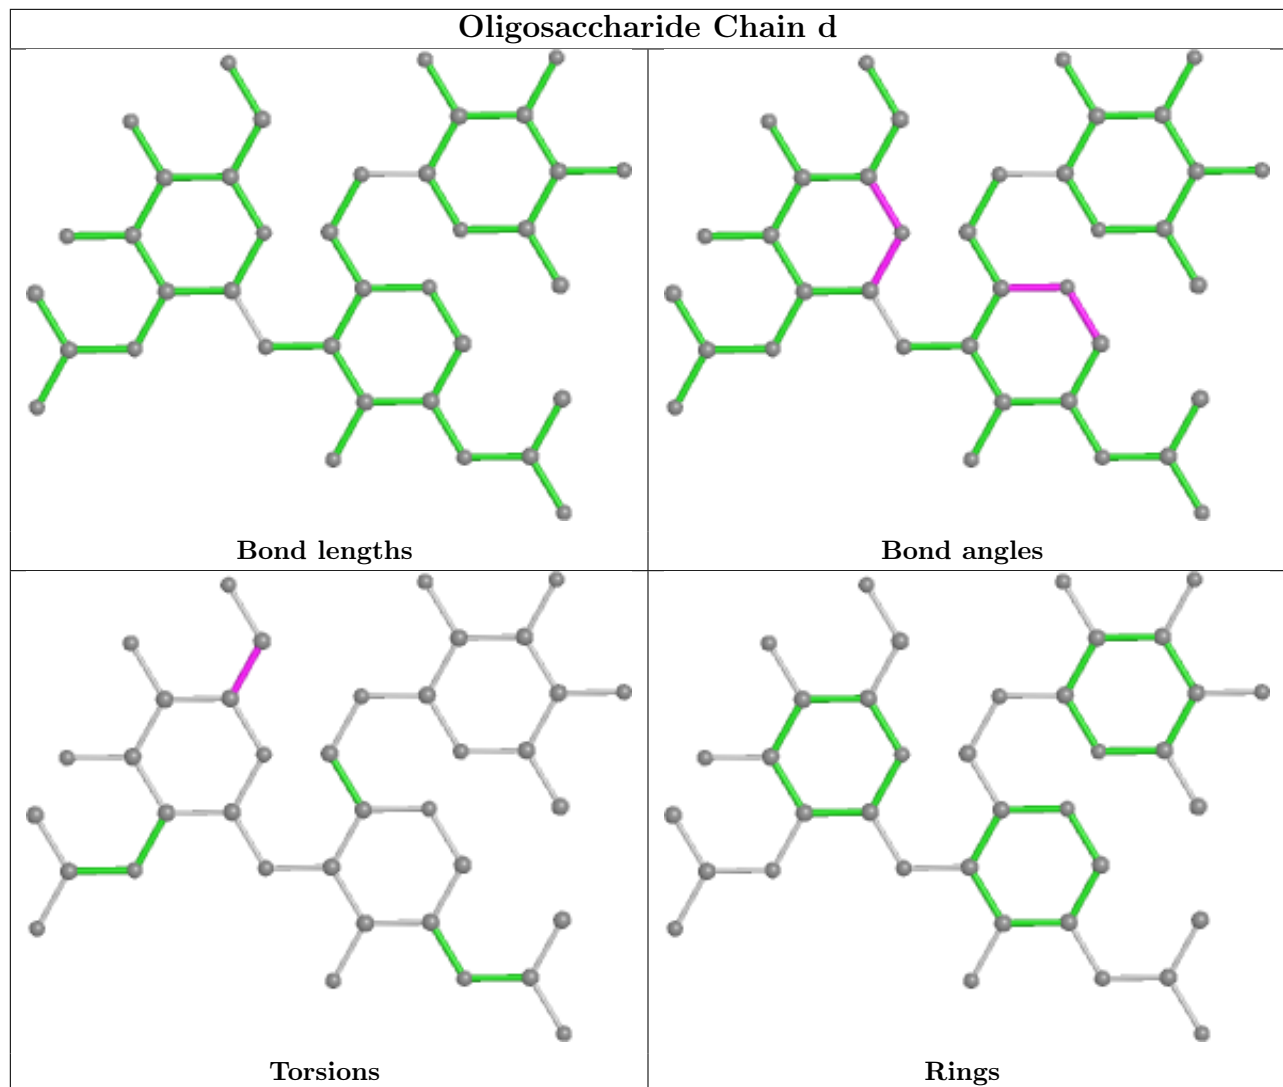 Oligosaccharide Chain d
Bond lengths
Bond angles
Torsions
Rings